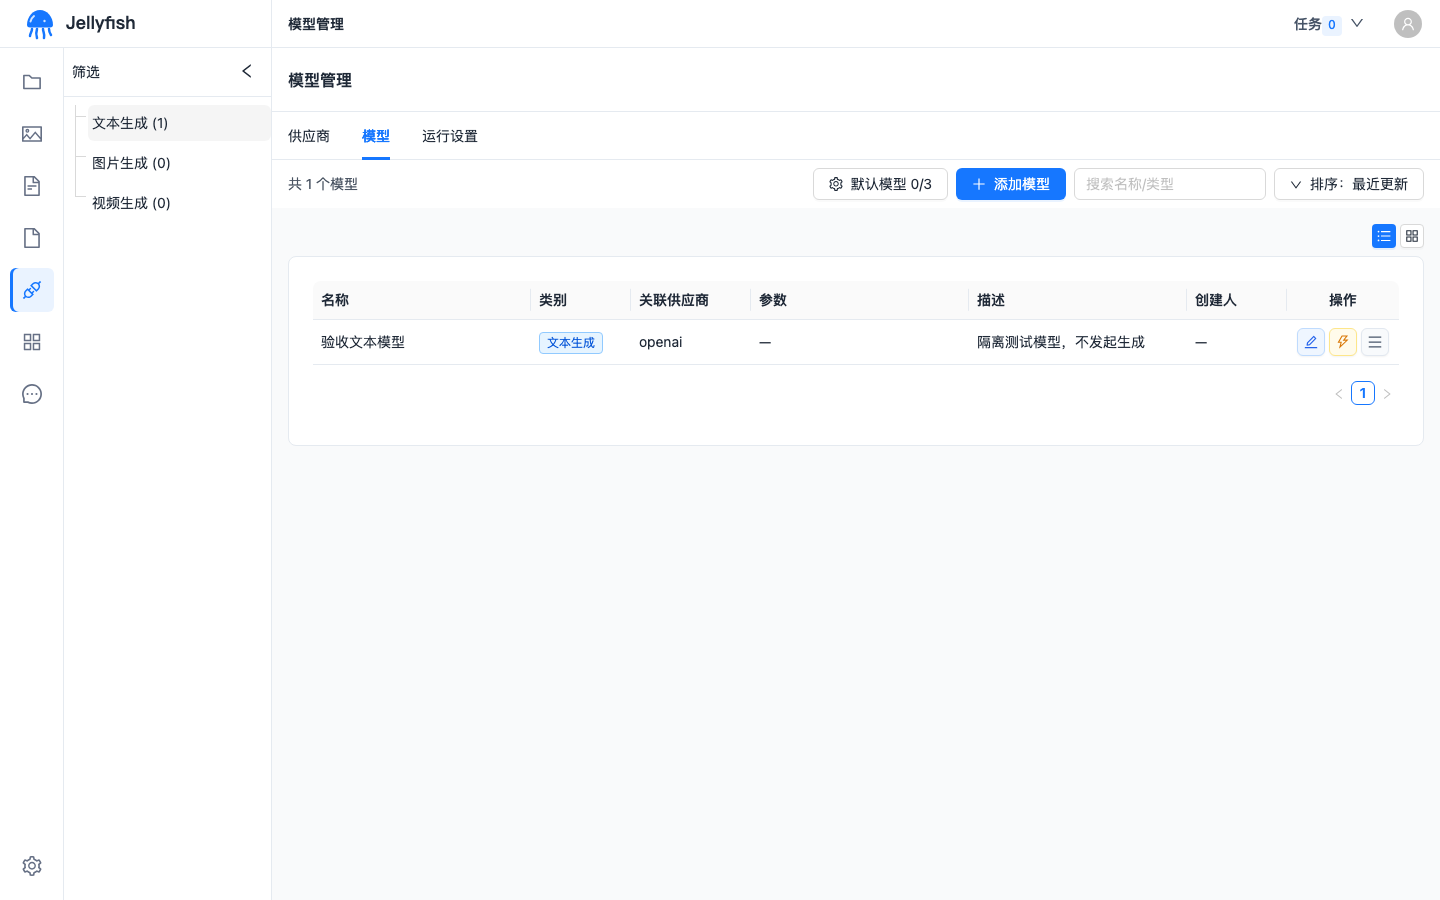 Jellyfish
模型管理
任务 0
筛选
文本生成 (1)
图片生成 (0)
视频生成 (0)
模型管理
供应商 模型 运行设置
共 1 个模型 默认模型 0/3 添加模型 搜索名称/类型 排序：最近更新
名称 类别 关联供应商 参数 描述 创建人 操作
验收文本模型 文本生成 openai — 隔离测试模型，不发起生成 —
1